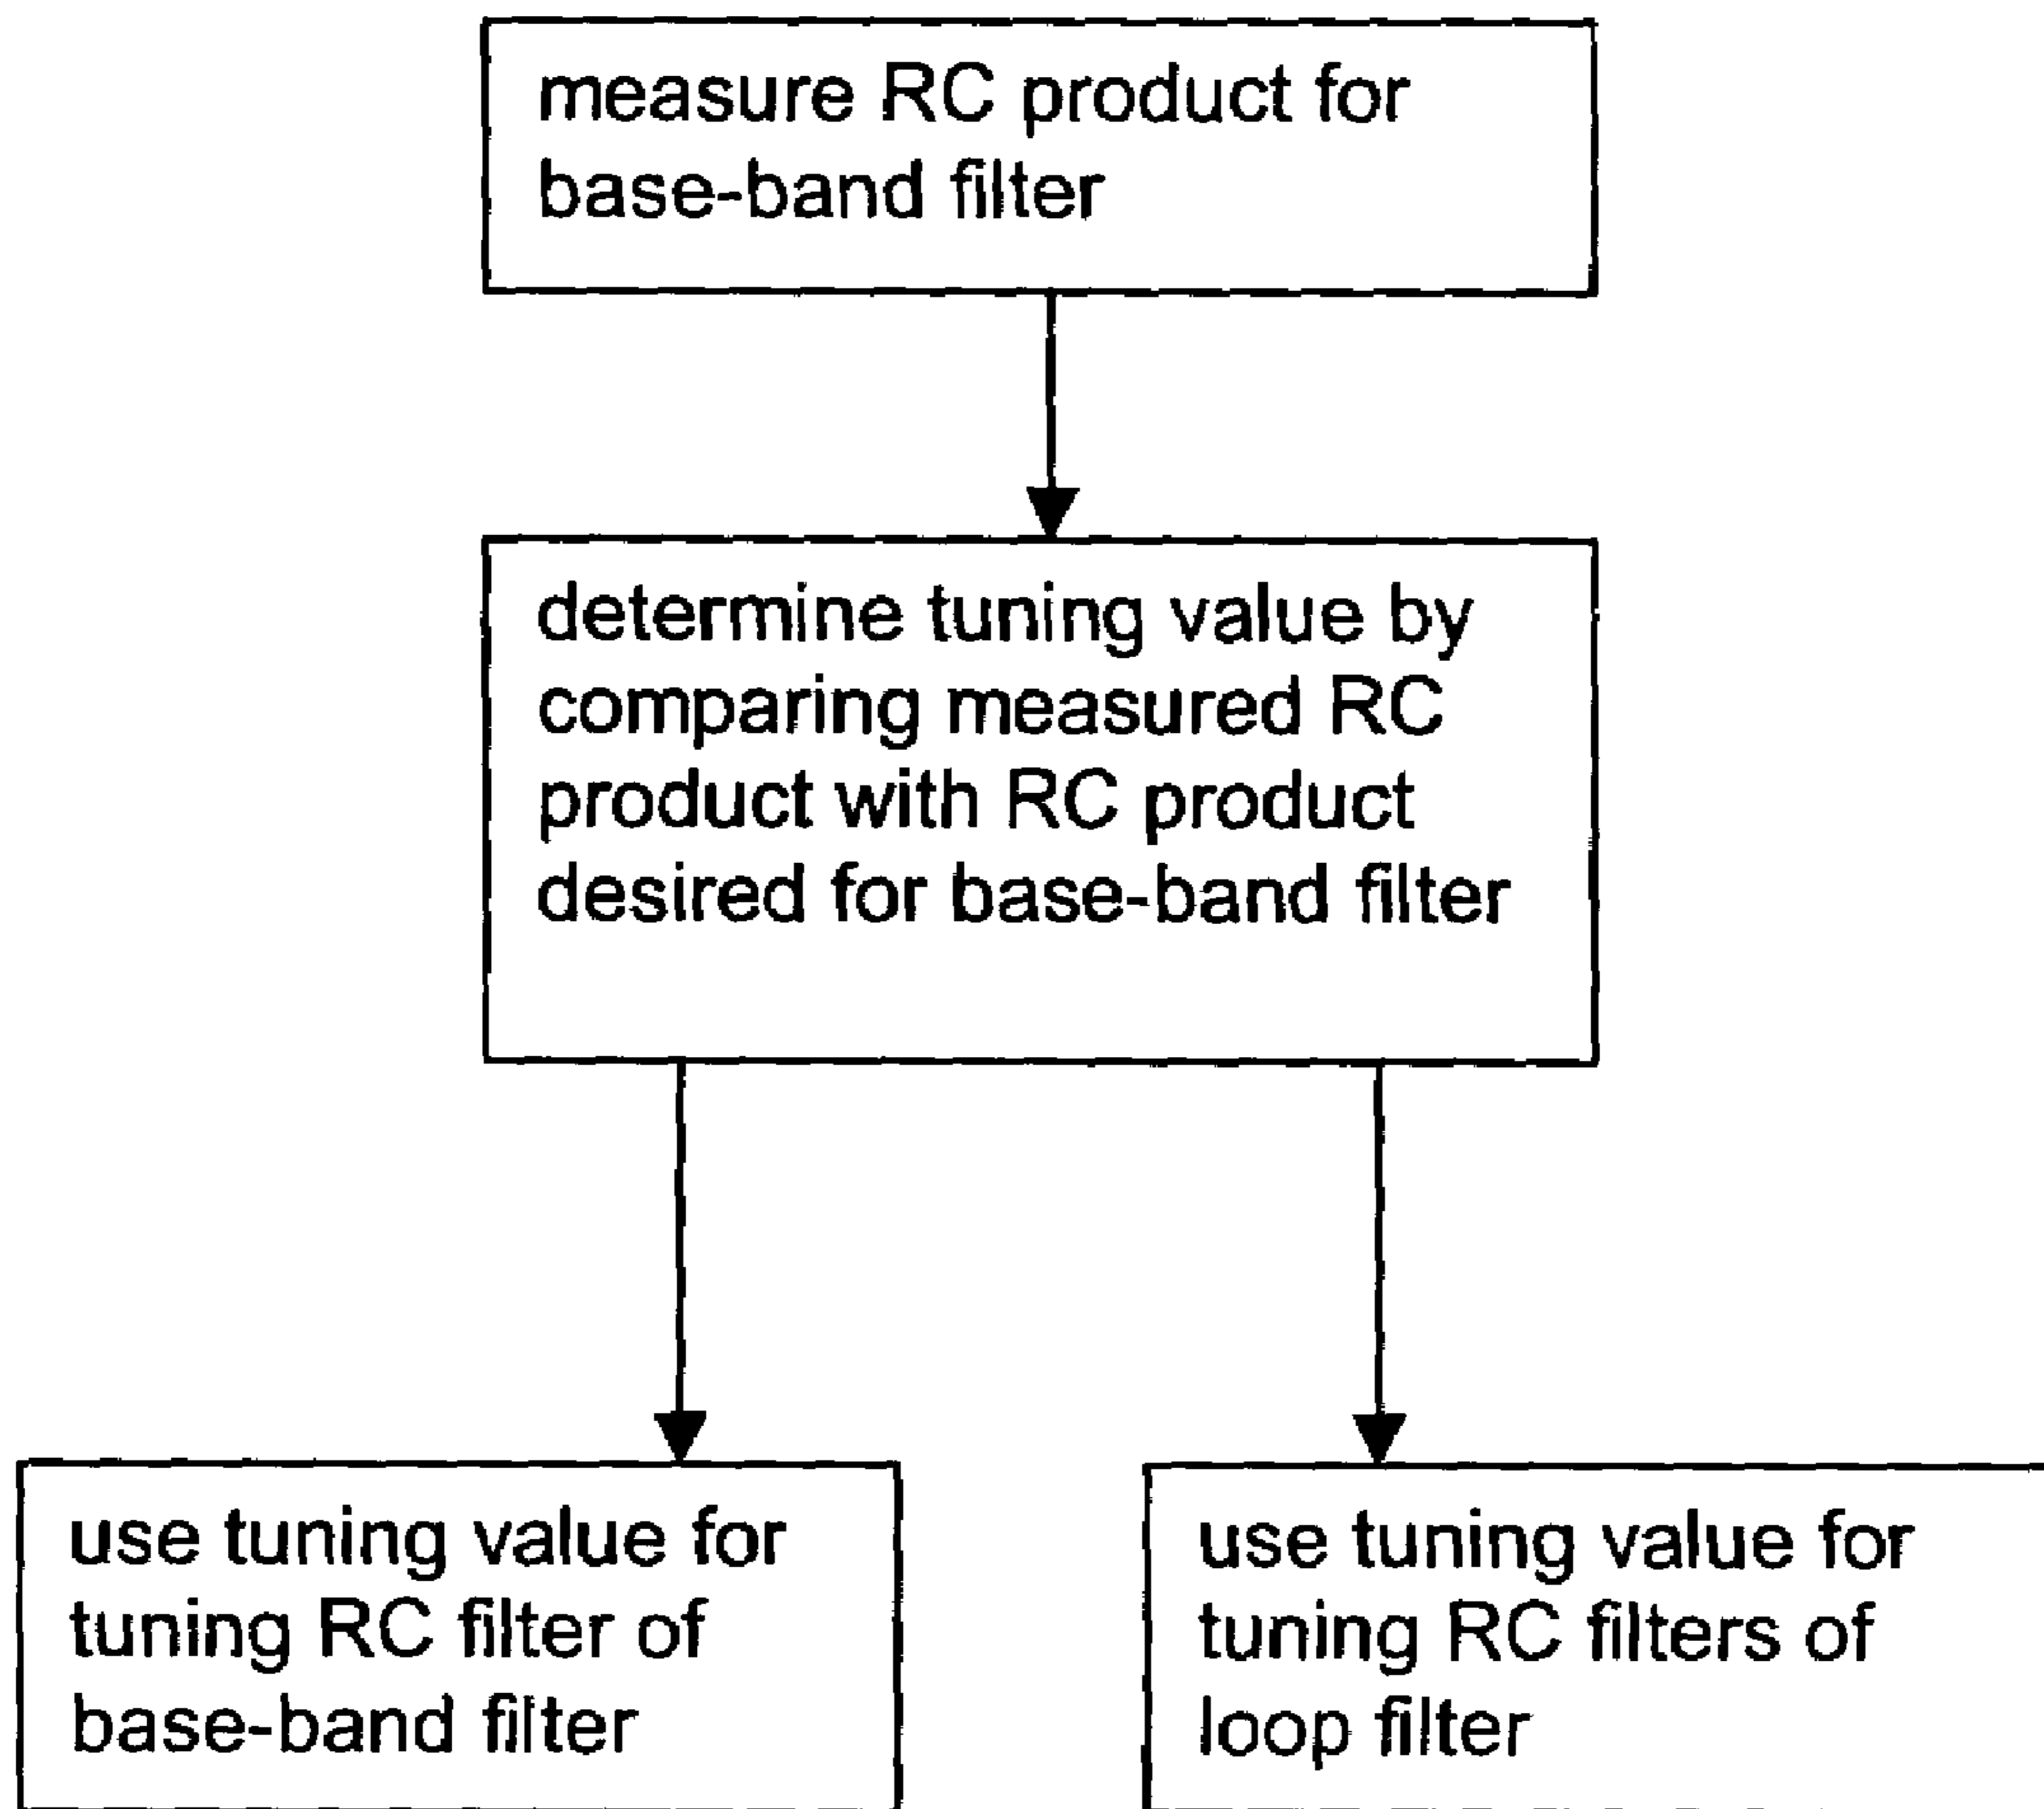 measure RC product for
base-band filter
determine tuning value by
comparing measured RC
product with RC product
desired for base-band filter
use tuning value for
tuning RC filter of
base-band filter
use tuning value for
tuning RC filters of
loop filter